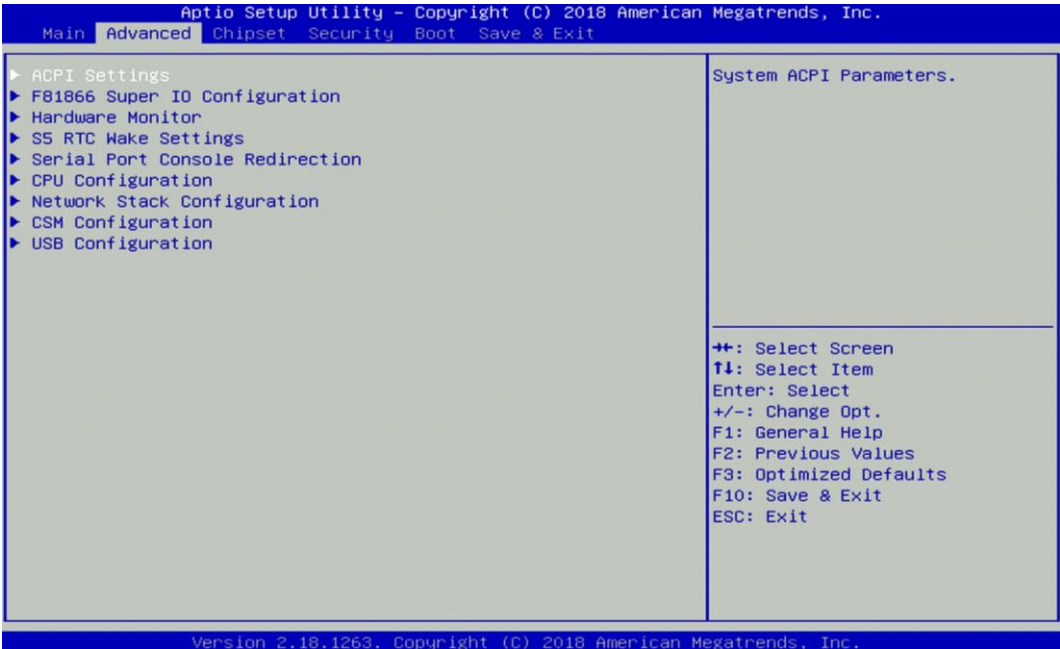 Aptio Setup Utility – Copyright (C) 2018 American Megatrends, Inc.
Main Advanced Chipset Security Boot Save & Exit
► ACPI Settings
► F81866 Super IO Configuration
► Hardware Monitor
► S5 RTC Wake Settings
► Serial Port Console Redirection
► CPU Configuration
► Network Stack Configuration
► CSM Configuration
► USB Configuration
System ACPI Parameters.
→←: Select Screen
↑↓: Select Item
Enter: Select
+/-: Change Opt.
F1: General Help
F2: Previous Values
F3: Optimized Defaults
F10: Save & Exit
ESC: Exit
Version 2.18.1263. Copyright (C) 2018 American Megatrends, Inc.